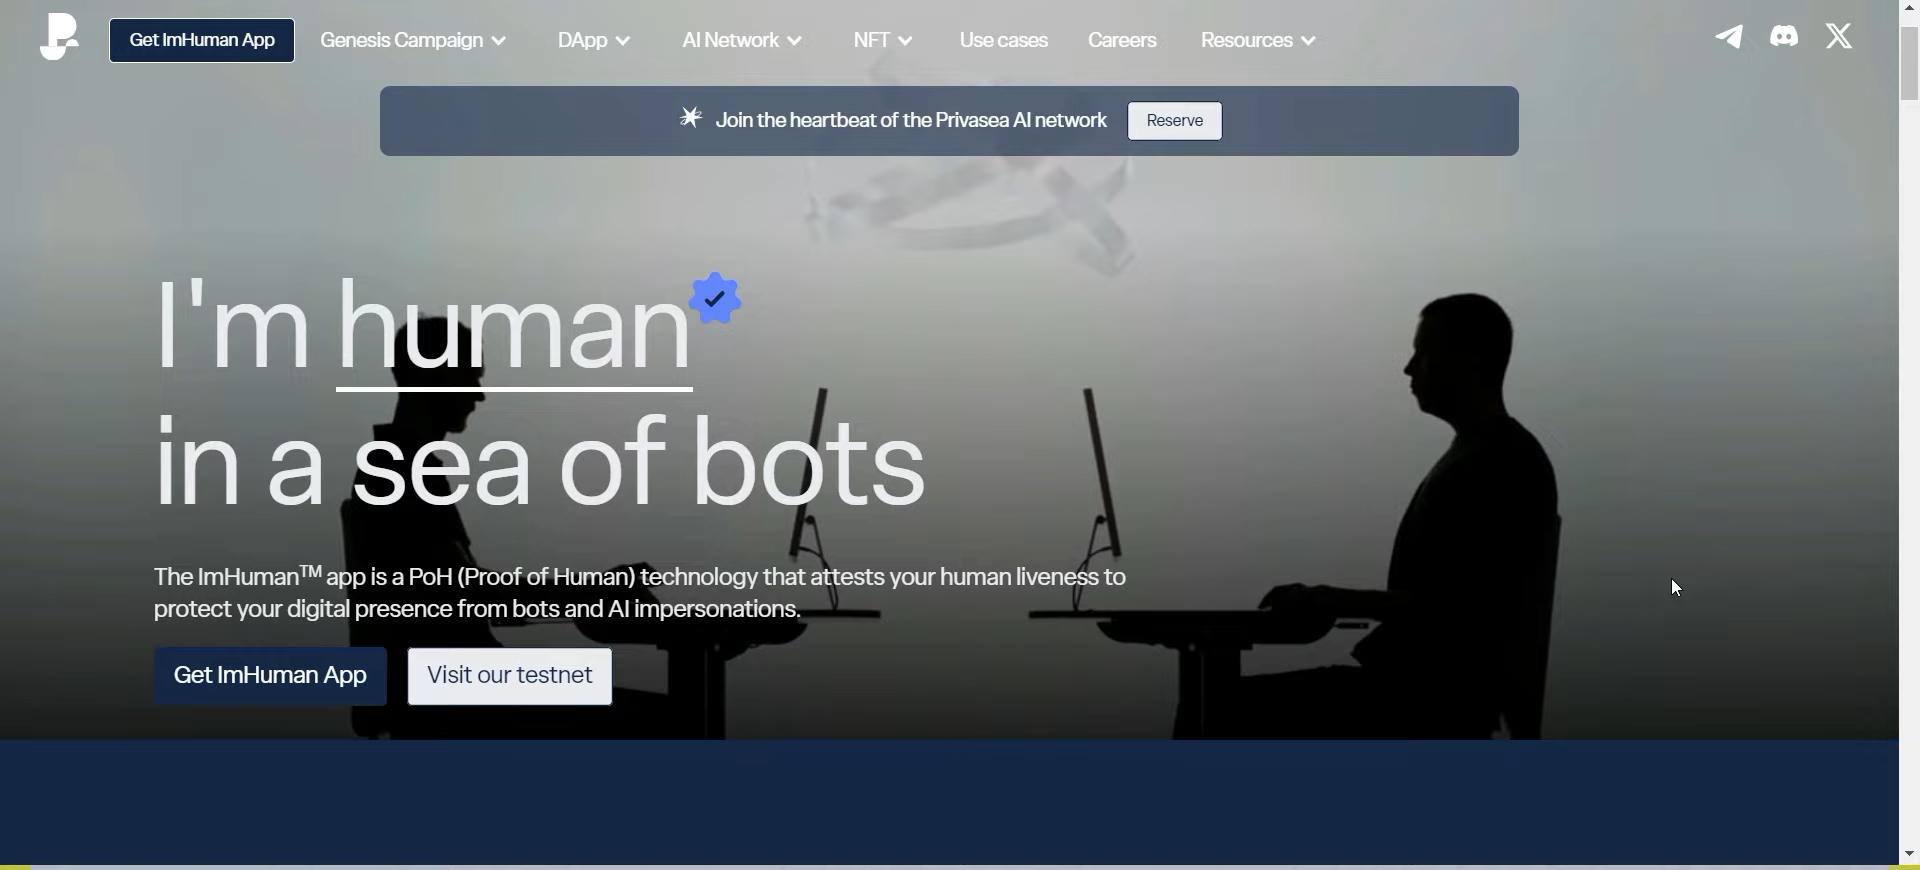 Get ImHuman App Genesis Campaign DApp AI Network NFT Use cases Careers Resources
Join the heartbeat of the Privasea AI network Reserve
I'm human
in a sea of bots
The ImHuman™ app is a PoH (Proof of Human) technology that attests your human liveness to
protect your digital presence from bots and AI impersonations.
Get ImHuman App Visit our testnet